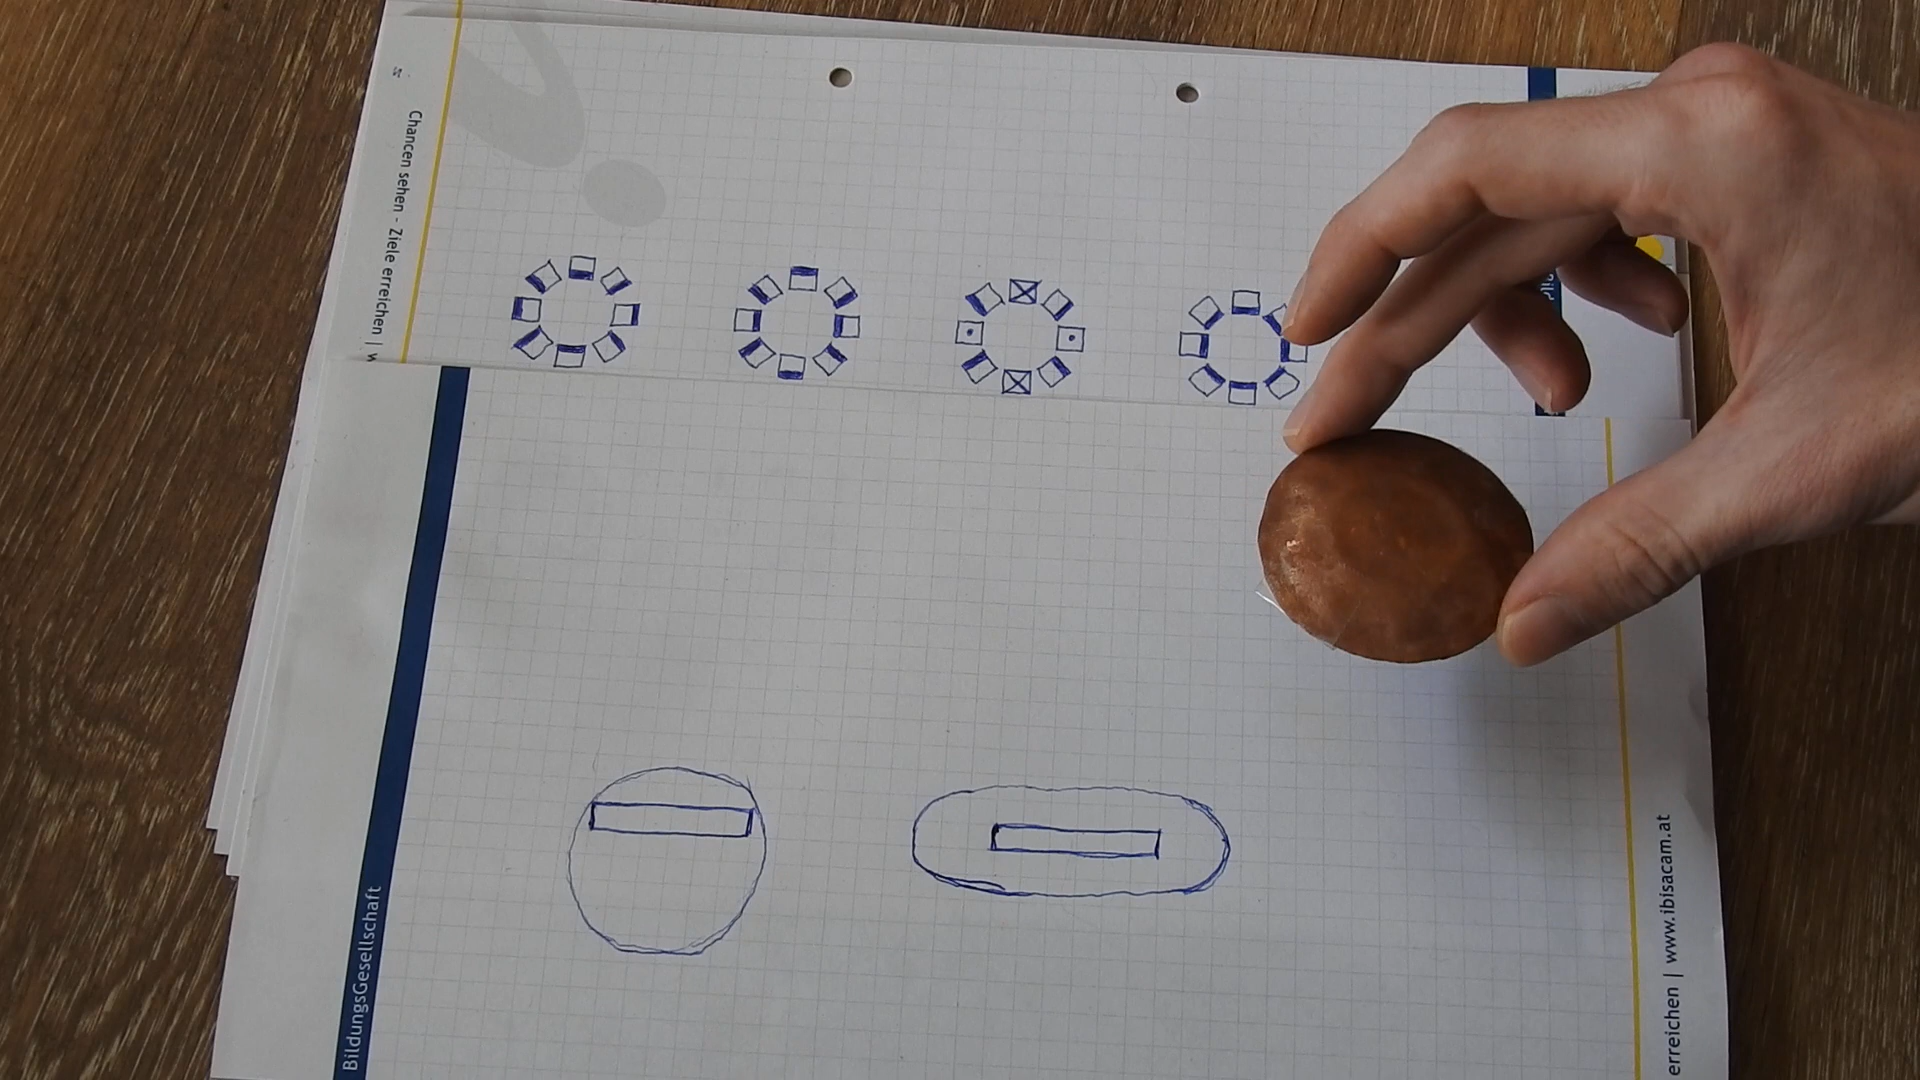 Chancen sehen - Ziele erreichen |
BildungsGesellschaft
erreichen | www.ibisacam.at